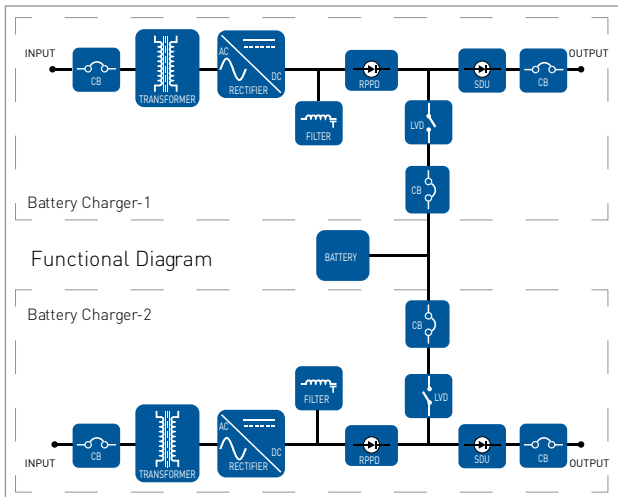 INPUT
CB
TRANSFORMER
AC
DC
RECTIFIER
FILTER
RPPD
SDU
CB
OUTPUT
LVD
CB
Battery Charger-1
Functional Diagram
BATTERY
Battery Charger-2
CB
LVD
FILTER
INPUT
CB
TRANSFORMER
AC
DC
RECTIFIER
RPPD
SDU
CB
OUTPUT